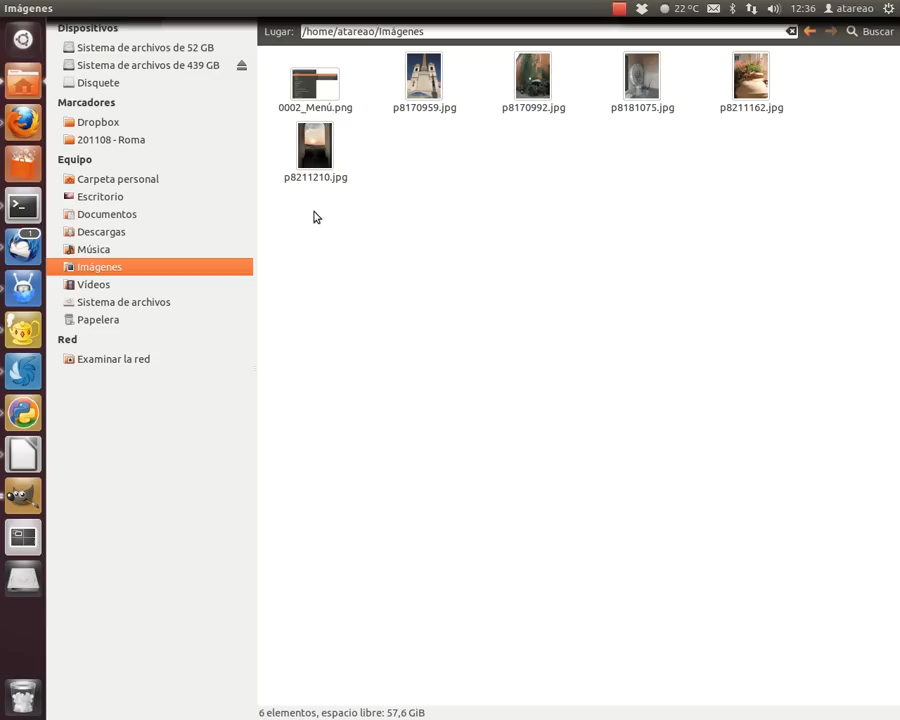 Imágenes
22 ºC
12:36
atareao
Dispositivos
Sistema de archivos de 52 GB
Sistema de archivos de 439 GB
Disquete
Marcadores
Dropbox
201108 - Roma
Equipo
Carpeta personal
Escritorio
Documentos
Descargas
Música
Imágenes
Vídeos
Sistema de archivos
Papelera
Red
Examinar la red
1
Lugar: /home/atareao/Imágenes
Buscar
0002_Menú.png
p8170959.jpg
p8170992.jpg
p8181075.jpg
p8211162.jpg
p8211210.jpg
6 elementos, espacio libre: 57,6 GiB